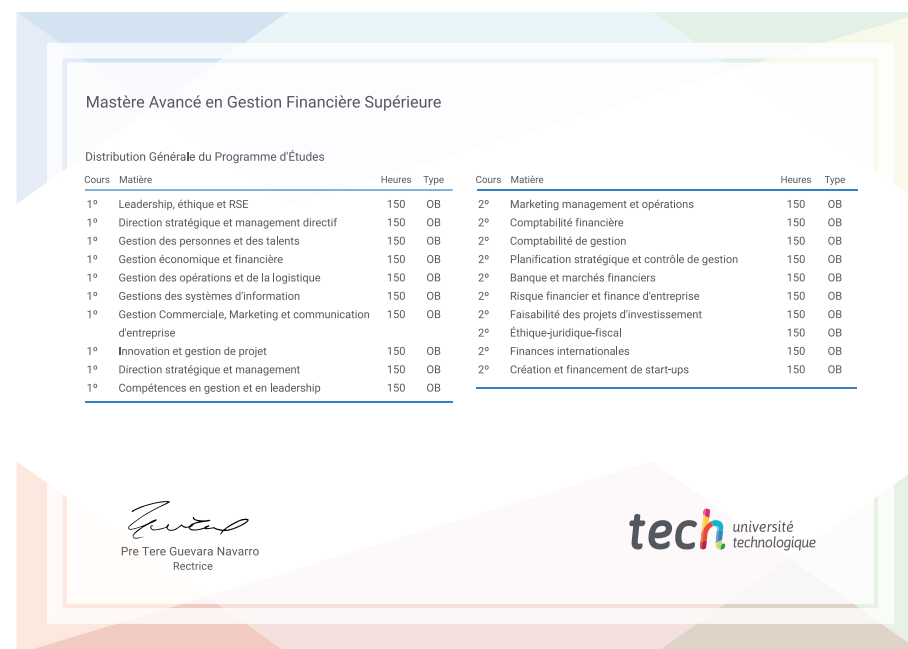 Mastère Avancé en Gestion Financière Supérieure
Distribution Générale du Programme d'Études
Cours Matière Heures Type
1º Leadership, éthique et RSE 150 OB
1º Direction stratégique et management directif 150 OB
1º Gestion des personnes et des talents 150 OB
1º Gestion économique et financière 150 OB
1º Gestion des opérations et de la logistique 150 OB
1º Gestions des systèmes d'information 150 OB
1º Gestion Commerciale, Marketing et communication 150 OB
d'entreprise
1º Innovation et gestion de projet 150 OB
1º Direction stratégique et management 150 OB
1º Compétences en gestion et en leadership 150 OB
Cours Matière Heures Type
2º Marketing management et opérations 150 OB
2º Comptabilité financière 150 OB
2º Comptabilité de gestion 150 OB
2º Planification stratégique et contrôle de gestion 150 OB
2º Banque et marchés financiers 150 OB
2º Risque financier et finance d'entreprise 150 OB
2º Faisabilité des projets d'investissement 150 OB
2º Éthique-juridique-fiscal 150 OB
2º Finances internationales 150 OB
2º Création et financement de start-ups 150 OB
Pre Tere Guevara Navarro
Rectrice
tech université
technologique